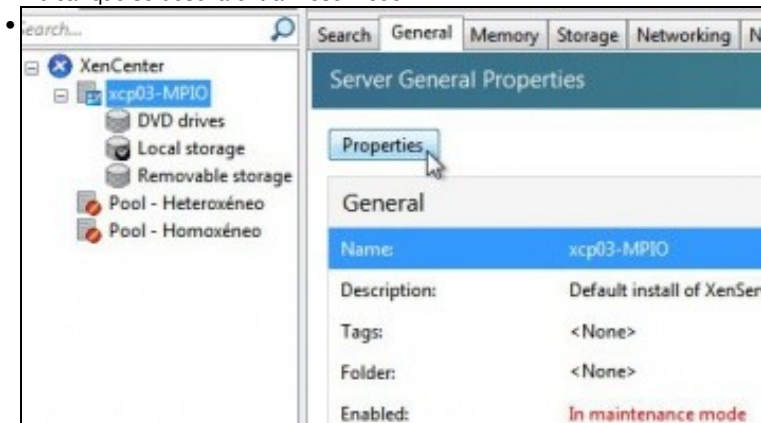 Search...
Search General Memory Storage Networking N
XenCenter
xcp03-MPIO
DVD drives
Local storage
Removable storage
Pool - Heteroxéneo
Pool - Homoxéneo
Server General Properties
Properties
General
Name: xcp03-MPIO
Description: Default install of XenSer
Tags: <None>
Folder: <None>
Enabled: In maintenance mode